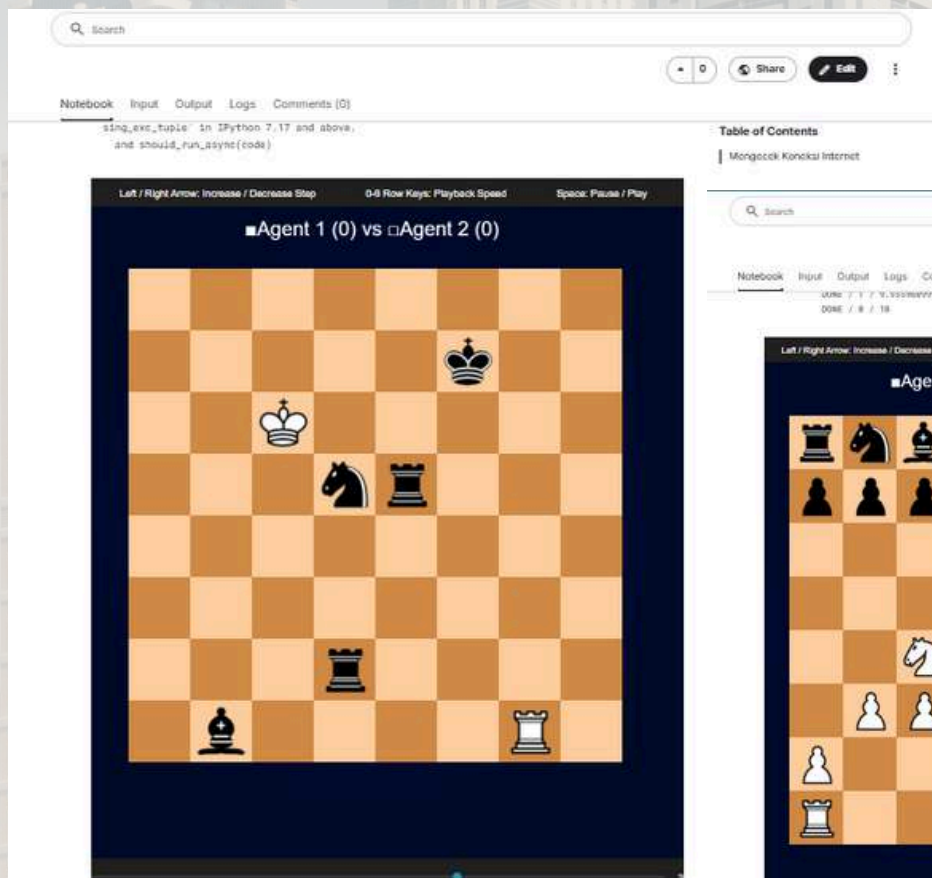 Search
0
Share
Edit
Notebook Input Output Logs Comments (0)
sing_exc_tuple` in IPython 7.17 and above.
and should_run_async(code)
Table of Contents
Mengecek Koneksi Internet
Left / Right Arrow: Increase / Decrease Step 0-9 Row Keys: Playback Speed Space: Pause / Play
■Agent 1 (0) vs □Agent 2 (0)
Search
Notebook Input Output Logs Co
DONE / 0 / 10
Left / Right Arrow: Increase / Decrease
■Age